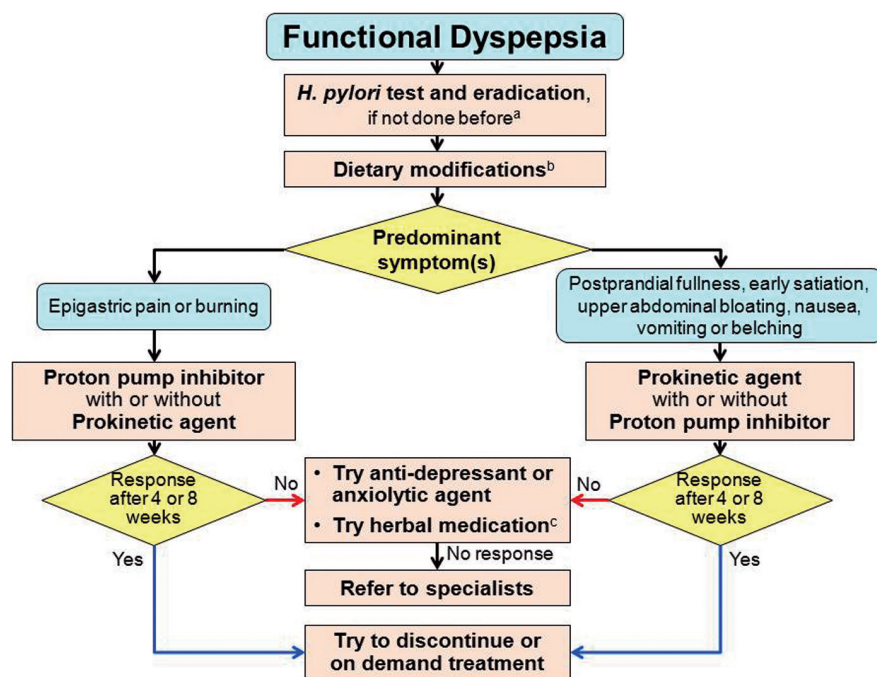 Functional Dyspepsia
H. pylori test and eradication,
if not done beforeᵃ
Dietary modificationsᵇ
Predominant
symptom(s)
Epigastric pain or burning
Postprandial fullness, early satiation,
upper abdominal bloating, nausea,
vomiting or belching
Proton pump inhibitor
with or without
Prokinetic agent
Prokinetic agent
with or without
Proton pump inhibitor
Response
after 4 or 8
weeks
No
• Try anti-depressant or
anxiolytic agent
• Try herbal medicationᶜ
No
Response
after 4 or 8
weeks
Yes
No response
Yes
Refer to specialists
Try to discontinue or
on demand treatment